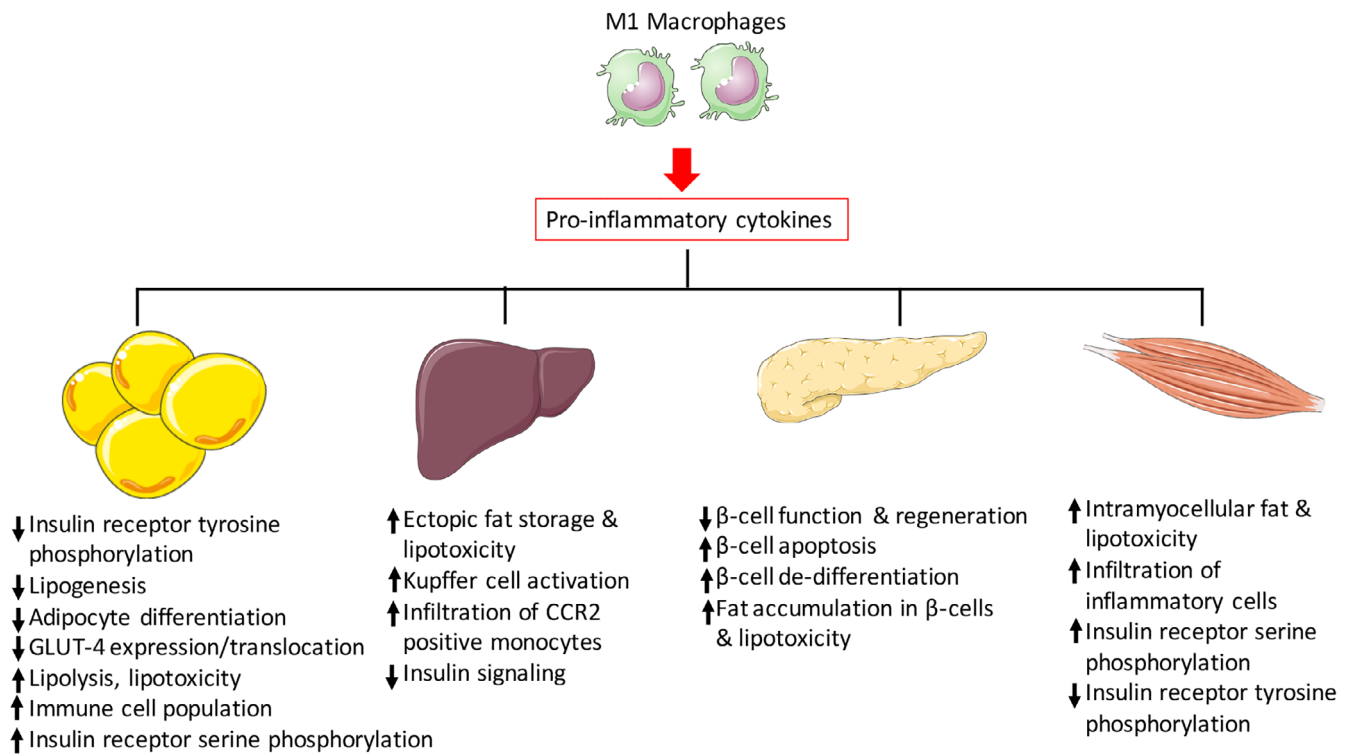 M1 Macrophages
Pro-inflammatory cytokines
↓Insulin receptor tyrosine
phosphorylation
↓Lipogenesis
↓Adipocyte differentiation
↓GLUT-4 expression/translocation
↑Lipolysis, lipotoxicity
↑Immune cell population
↑Insulin receptor serine phosphorylation
↑Ectopic fat storage &
lipotoxicity
↑Kupffer cell activation
↑Infiltration of CCR2
positive monocytes
↓Insulin signaling
↓β-cell function & regeneration
↑β-cell apoptosis
↑β-cell de-differentiation
↑Fat accumulation in β-cells
& lipotoxicity
↑Intramyocellular fat &
lipotoxicity
↑Infiltration of
inflammatory cells
↑Insulin receptor serine
phosphorylation
↓Insulin receptor tyrosine
phosphorylation